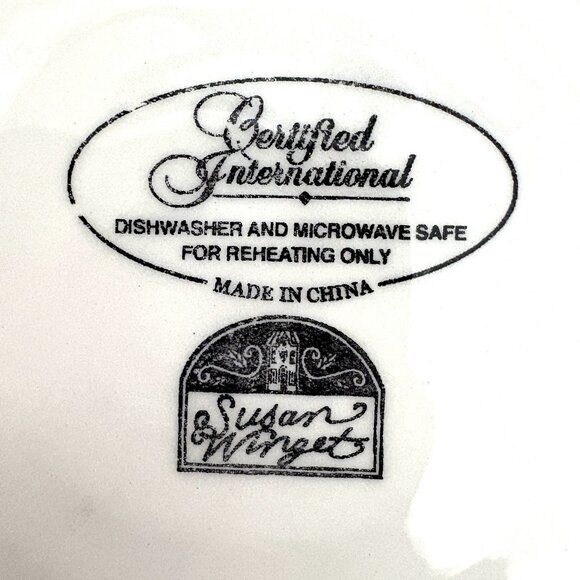 Certified
International
DISHWASHER AND MICROWAVE SAFE
FOR REHEATING ONLY
MADE IN CHINA
Susan
Winget